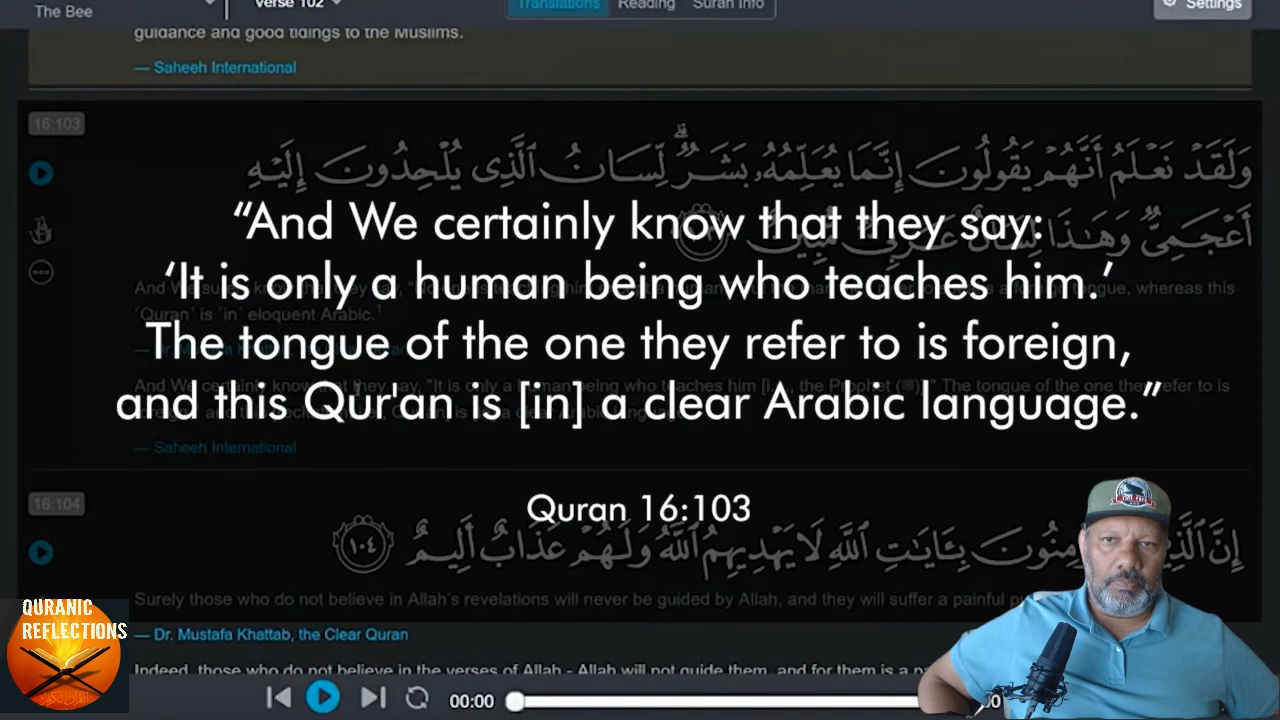 The Bee
Verse 102
Translations
Reading
Surah Info
Settings
guidance and good tidings to the Muslims.
— Saheeh International
16:103
وَلَقَدْ نَعْلَمُ أَنَّهُمْ يَقُولُونَ إِنَّمَا يُعَلِّمُهُۥ بَشَرٌ ۗ لِّسَانُ ٱلَّذِى يُلْحِدُونَ إِلَيْهِ
أَعْجَمِىٌّ وَهَـٰذَا لِسَانٌ عَرَبِىٌّ مُّبِينٌ
“And We certainly know that they say:
‘It is only a human being who teaches him.’
The tongue of the one they refer to is foreign,
and this Qur'an is [in] a clear Arabic language.”
— Saheeh International
Quran 16:103
16:104
إِنَّ يَهْدِيهِمُ ٱللَّهُ وَلَهُمْ عَذَابٌ أَلِيمٌ ١٠٤ بِـَٔايَـٰتِ ٱللَّهِ لَا
Surely those who do not believe in Allah's revelations will never be guided by Allah, and they will suffer a painful
— Dr. Mustafa Khattab, the Clear Quran
Indeed, those who do not believe in the verses of Allah - Allah will not guide them, and for them is a
QURANIC
REFLECTIONS
00:00